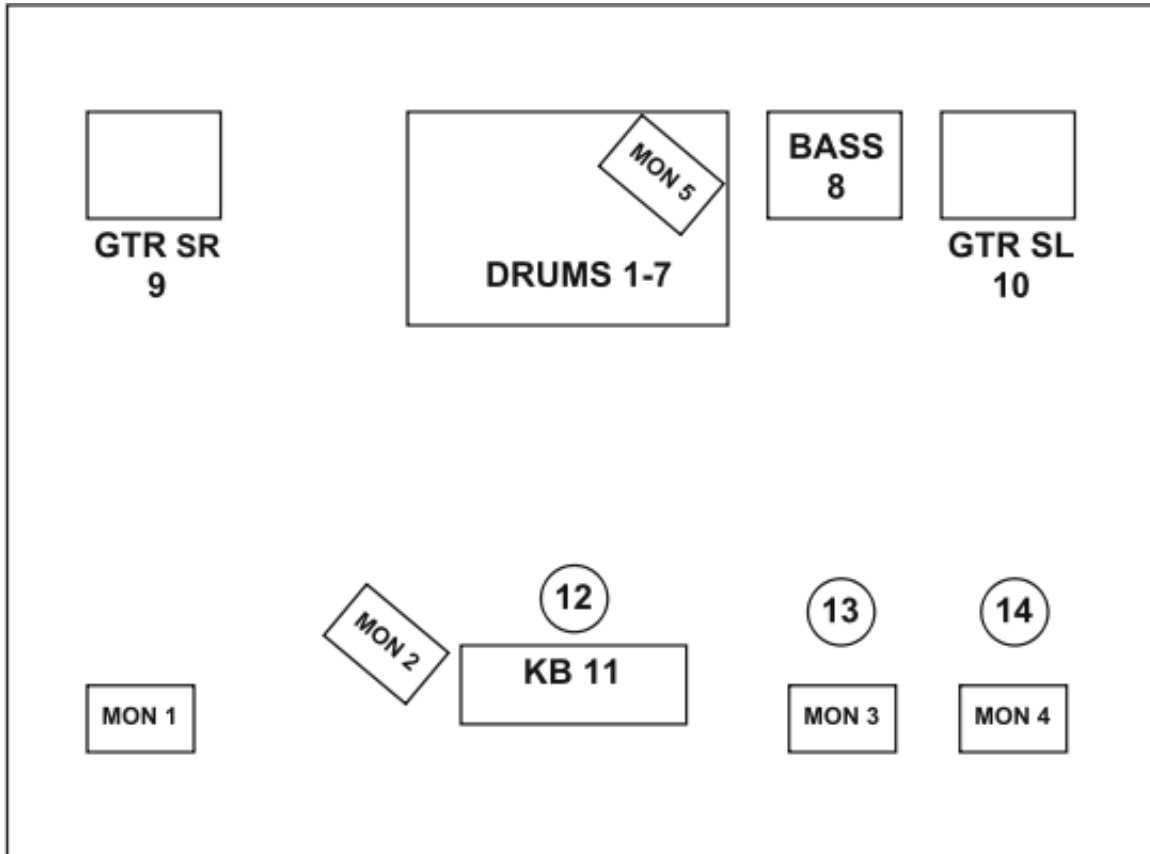 MON 5
BASS
8
GTR SR
9
DRUMS 1-7
GTR SL
10
12
13
14
MON 2
KB 11
MON 1
MON 3
MON 4